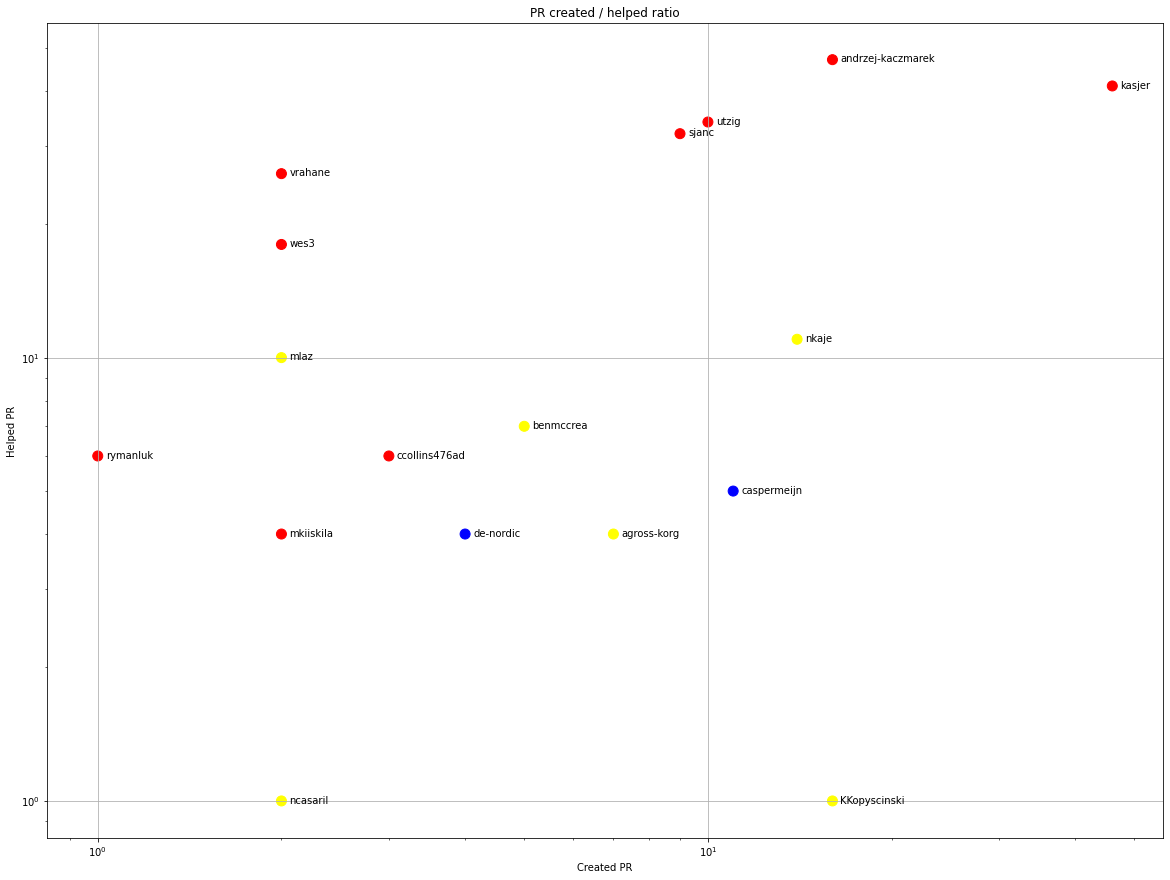 PR created / helped ratio
andrzej-kaczmarek
kasjer
utzig
sjanc
vrahane
wes3
nkaje
10¹
mlaz
benmccrea
Helped PR
rymanluk
ccollins476ad
caspermeijn
mkiiskila
de-nordic
agross-korg
10⁰
ncasaril
KKopyscinski
10⁰
10¹
Created PR